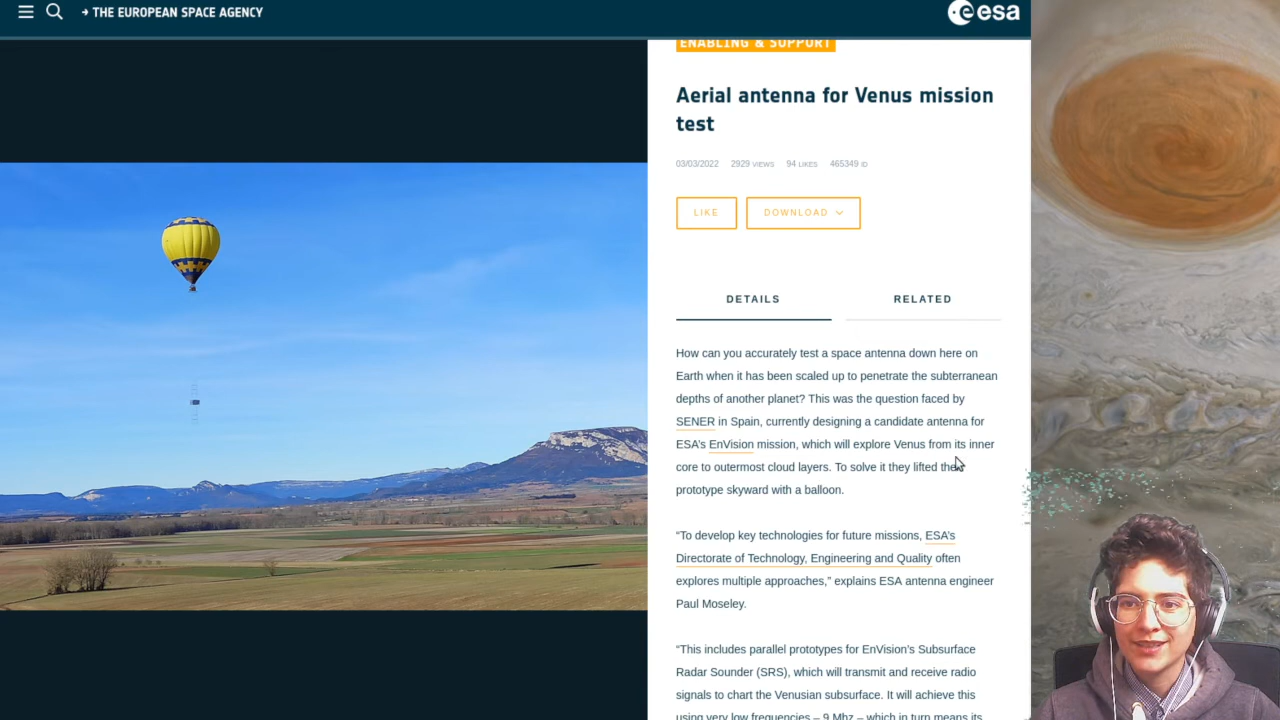 → THE EUROPEAN SPACE AGENCY
esa
ENABLING & SUPPORT
Aerial antenna for Venus mission
test
03/03/2022 2929 VIEWS 94 LIKES 465349 ID
LIKE DOWNLOAD
DETAILS RELATED
How can you accurately test a space antenna down here on
Earth when it has been scaled up to penetrate the subterranean
depths of another planet? This was the question faced by
SENER in Spain, currently designing a candidate antenna for
ESA’s EnVision mission, which will explore Venus from its inner
core to outermost cloud layers. To solve it they lifted the
prototype skyward with a balloon.
“To develop key technologies for future missions, ESA’s
Directorate of Technology, Engineering and Quality often
explores multiple approaches,” explains ESA antenna engineer
Paul Moseley.
“This includes parallel prototypes for EnVision’s Subsurface
Radar Sounder (SRS), which will transmit and receive radio
signals to chart the Venusian subsurface. It will achieve this
using very low frequencies – 9 Mhz – which in turn means its